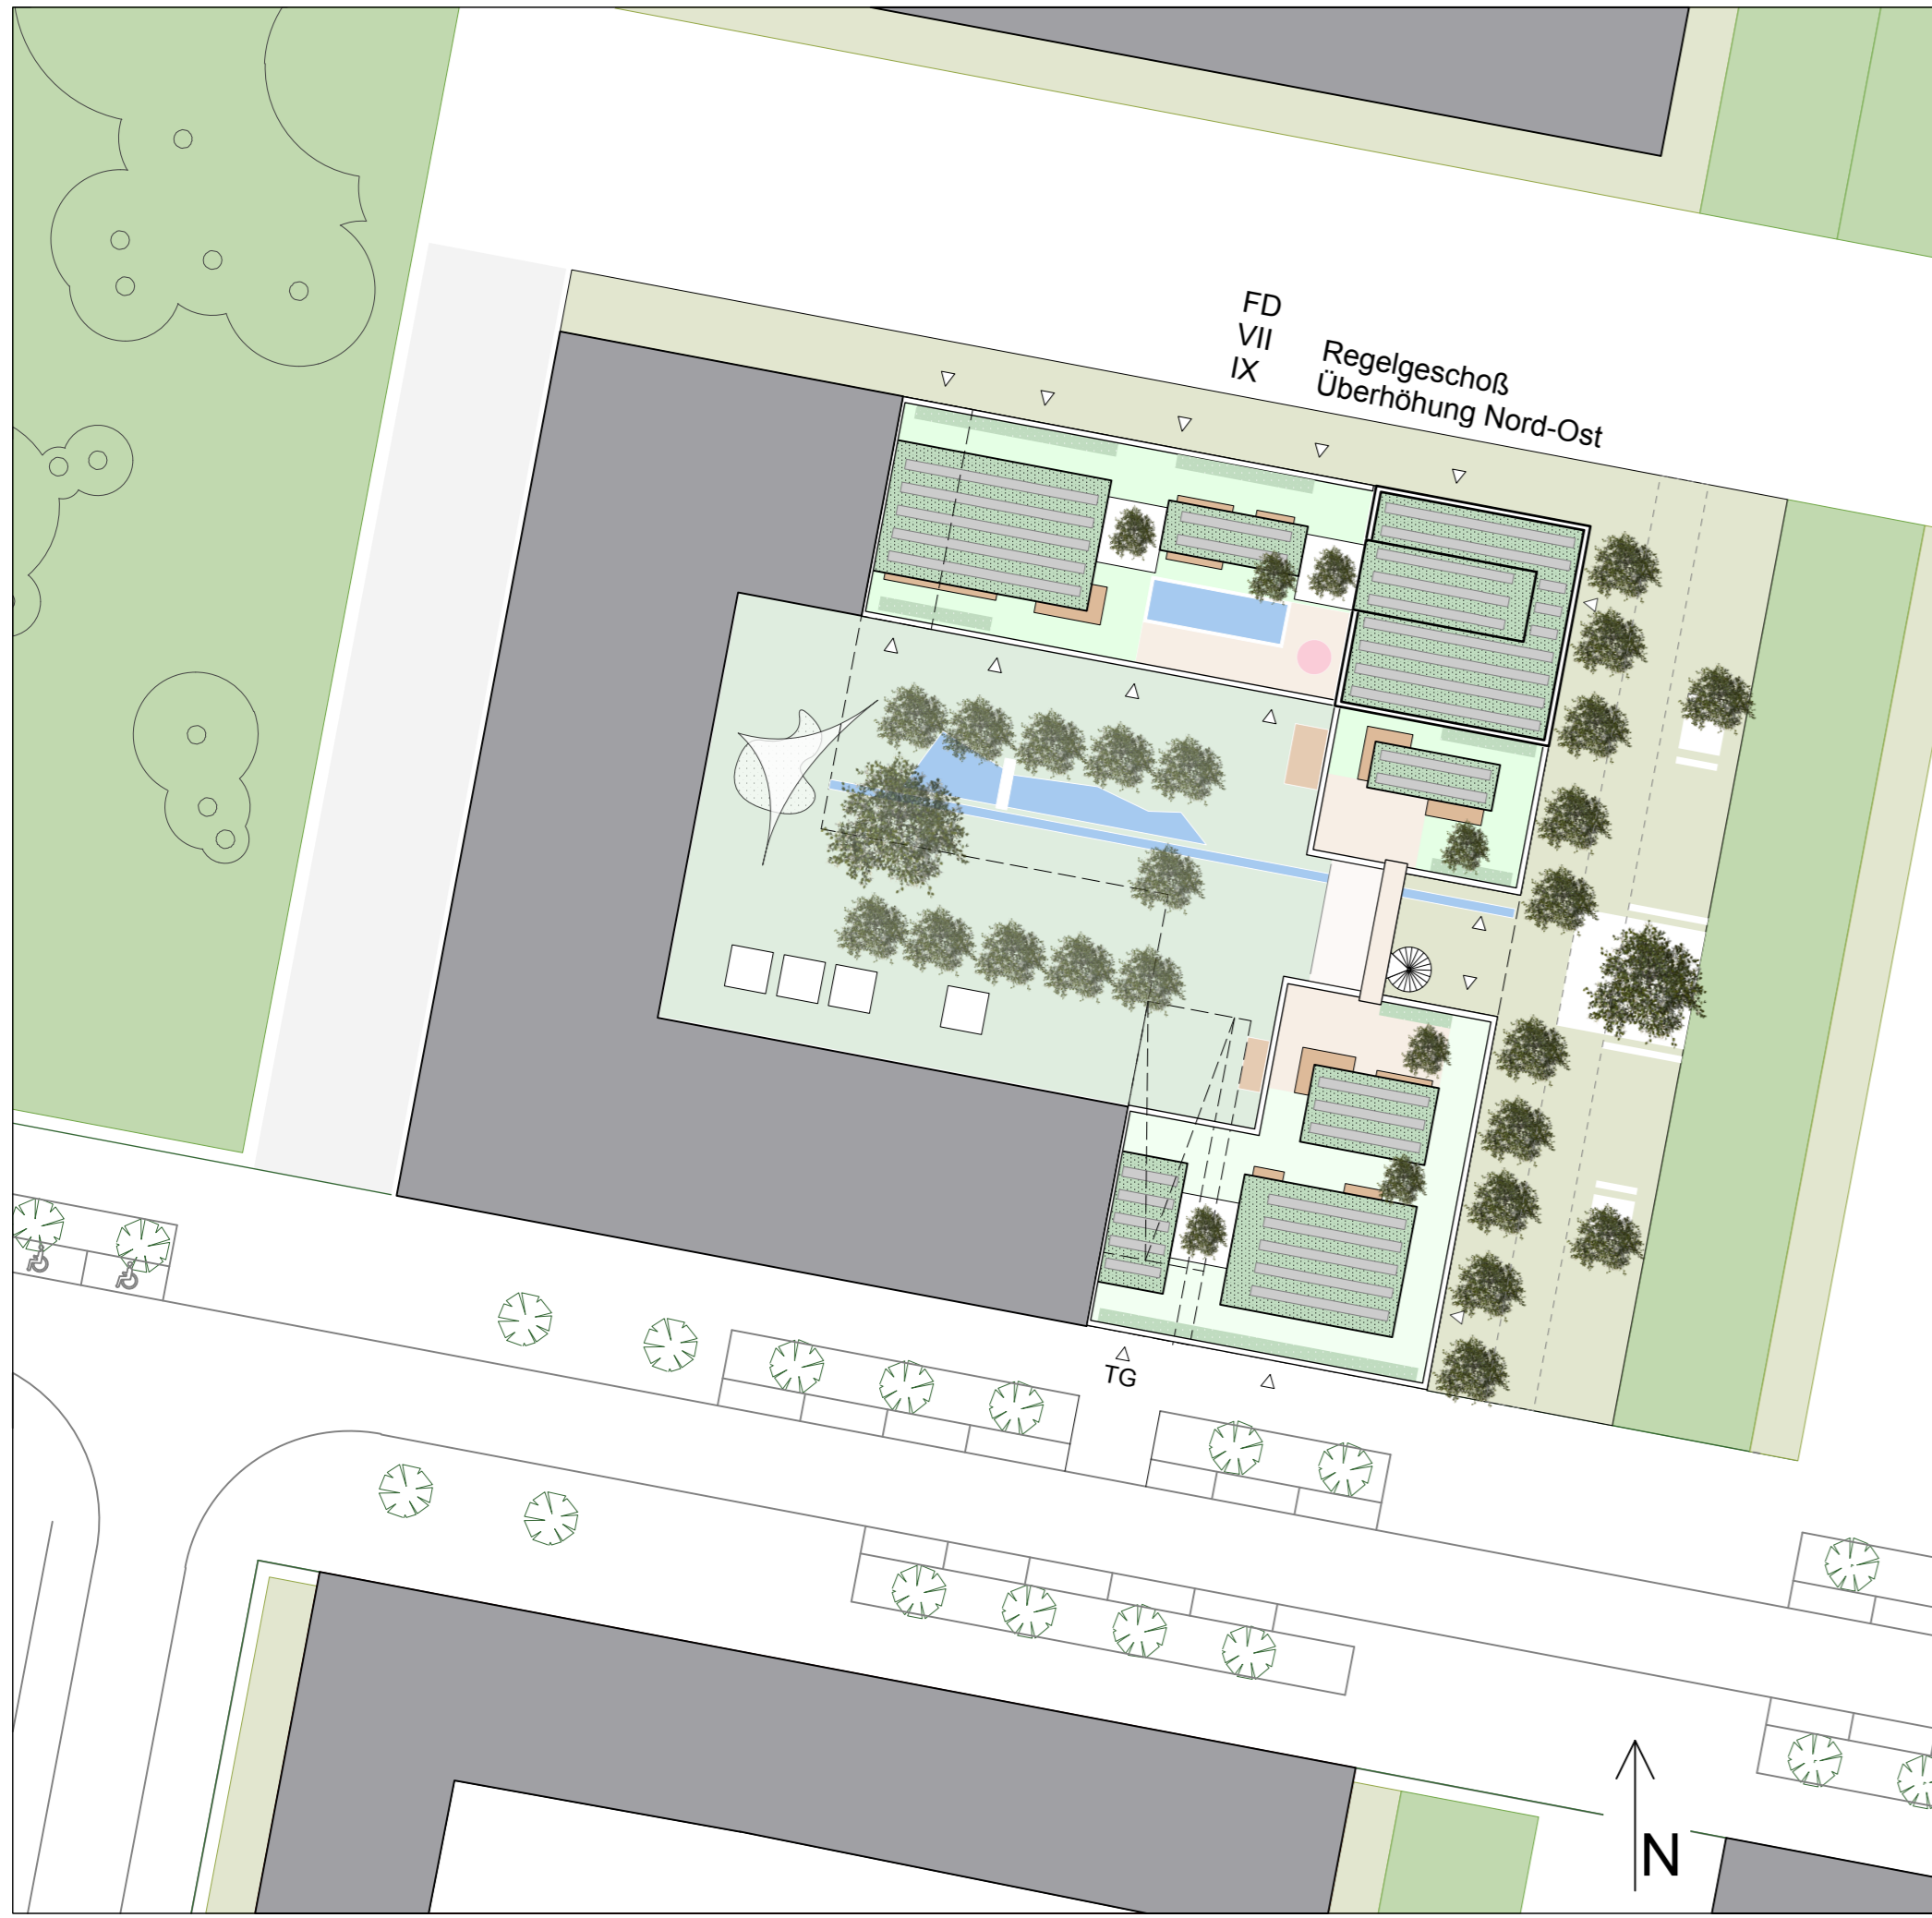 FD
VII
IX
Regelgeschoß
Überhöhung Nord-Ost
TG
N